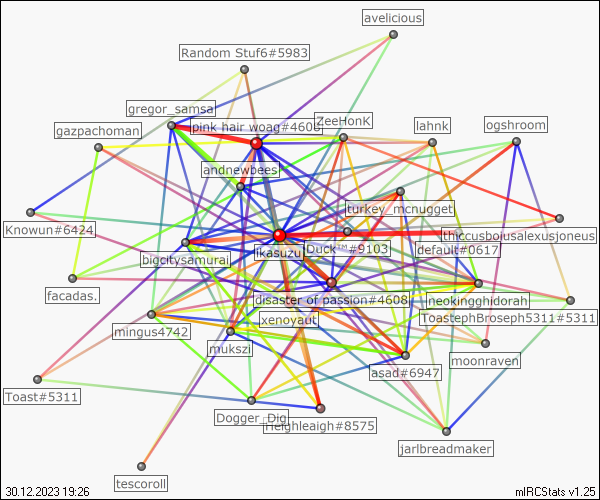 avelicious
Random Stuf6#5983
gregor_samsa
pink hair woag#4606
ZeeHonK
lahnk
ogshroom
gazpachoman
andnewbees
turkey_mcnugget
Knowun#6424
thiccusboiusalexusjoneus
bigcitysamurai
ikasuzu
Duck™#9103
default#0617
facadas.
disaster of passion#4608
neokinghidorah
mingus4742
xenoyaut
ToastephBroseph5311#5311
mukszi
moonraven
asad#6947
Toast#5311
Dogger_Dig
neighleaigh#8575
jarlbreadmaker
tescoroll
30.12.2023 19:26
mIRCStats v1.25